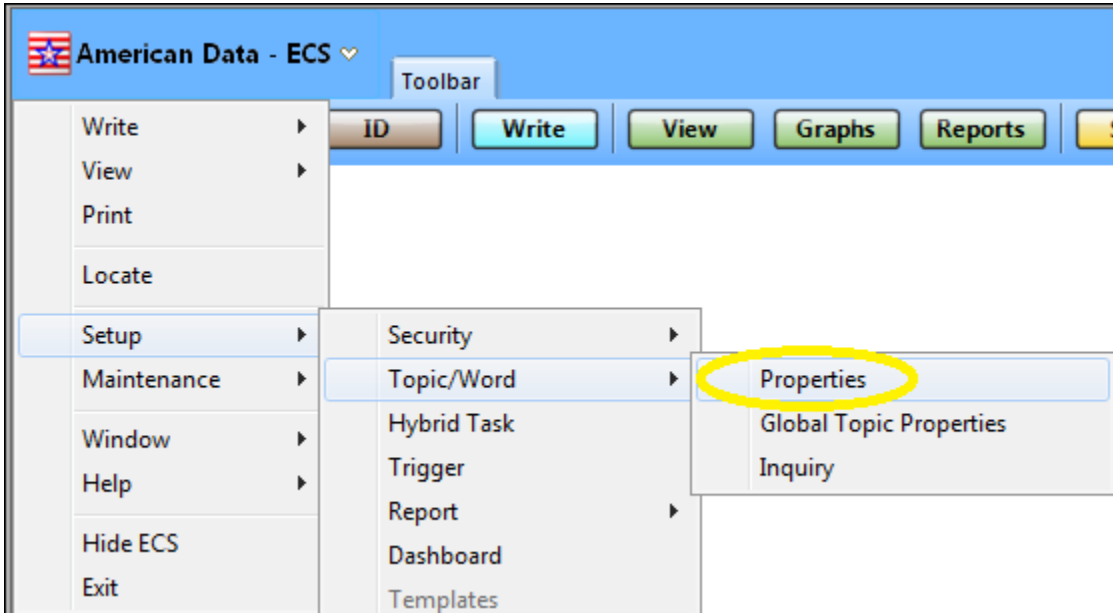 American Data - ECS
Toolbar
ID Write View Graphs Reports
Write
View
Print
Locate
Setup
Maintenance
Window
Help
Hide ECS
Exit
Security
Topic/Word
Hybrid Task
Trigger
Report
Dashboard
Templates
Properties
Global Topic Properties
Inquiry